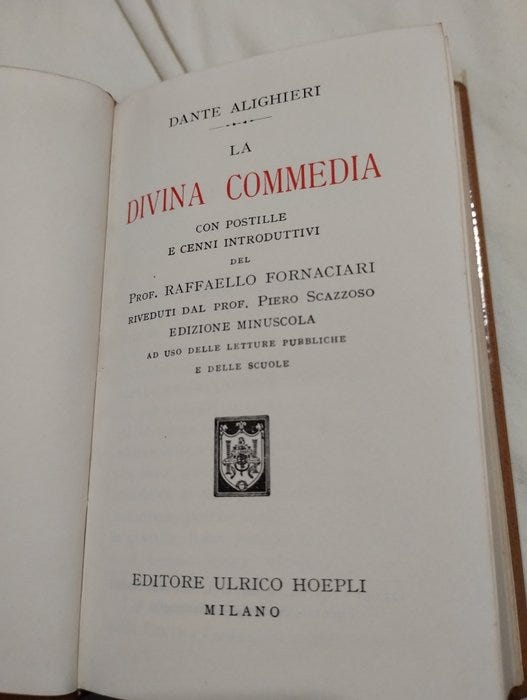 DANTE ALIGHIERI
LA
DIVINA COMMEDIA
CON POSTILLE
E CENNI INTRODUTTIVI
DEL
PROF. RAFFAELLO FORNACIARI
RIVEDUTI DAL PROF. PIERO SCAZZOSO
EDIZIONE MINUSCOLA
AD USO DELLE LETTURE PUBBLICHE
E DELLE SCUOLE
EDITORE ULRICO HOEPLI
MILANO